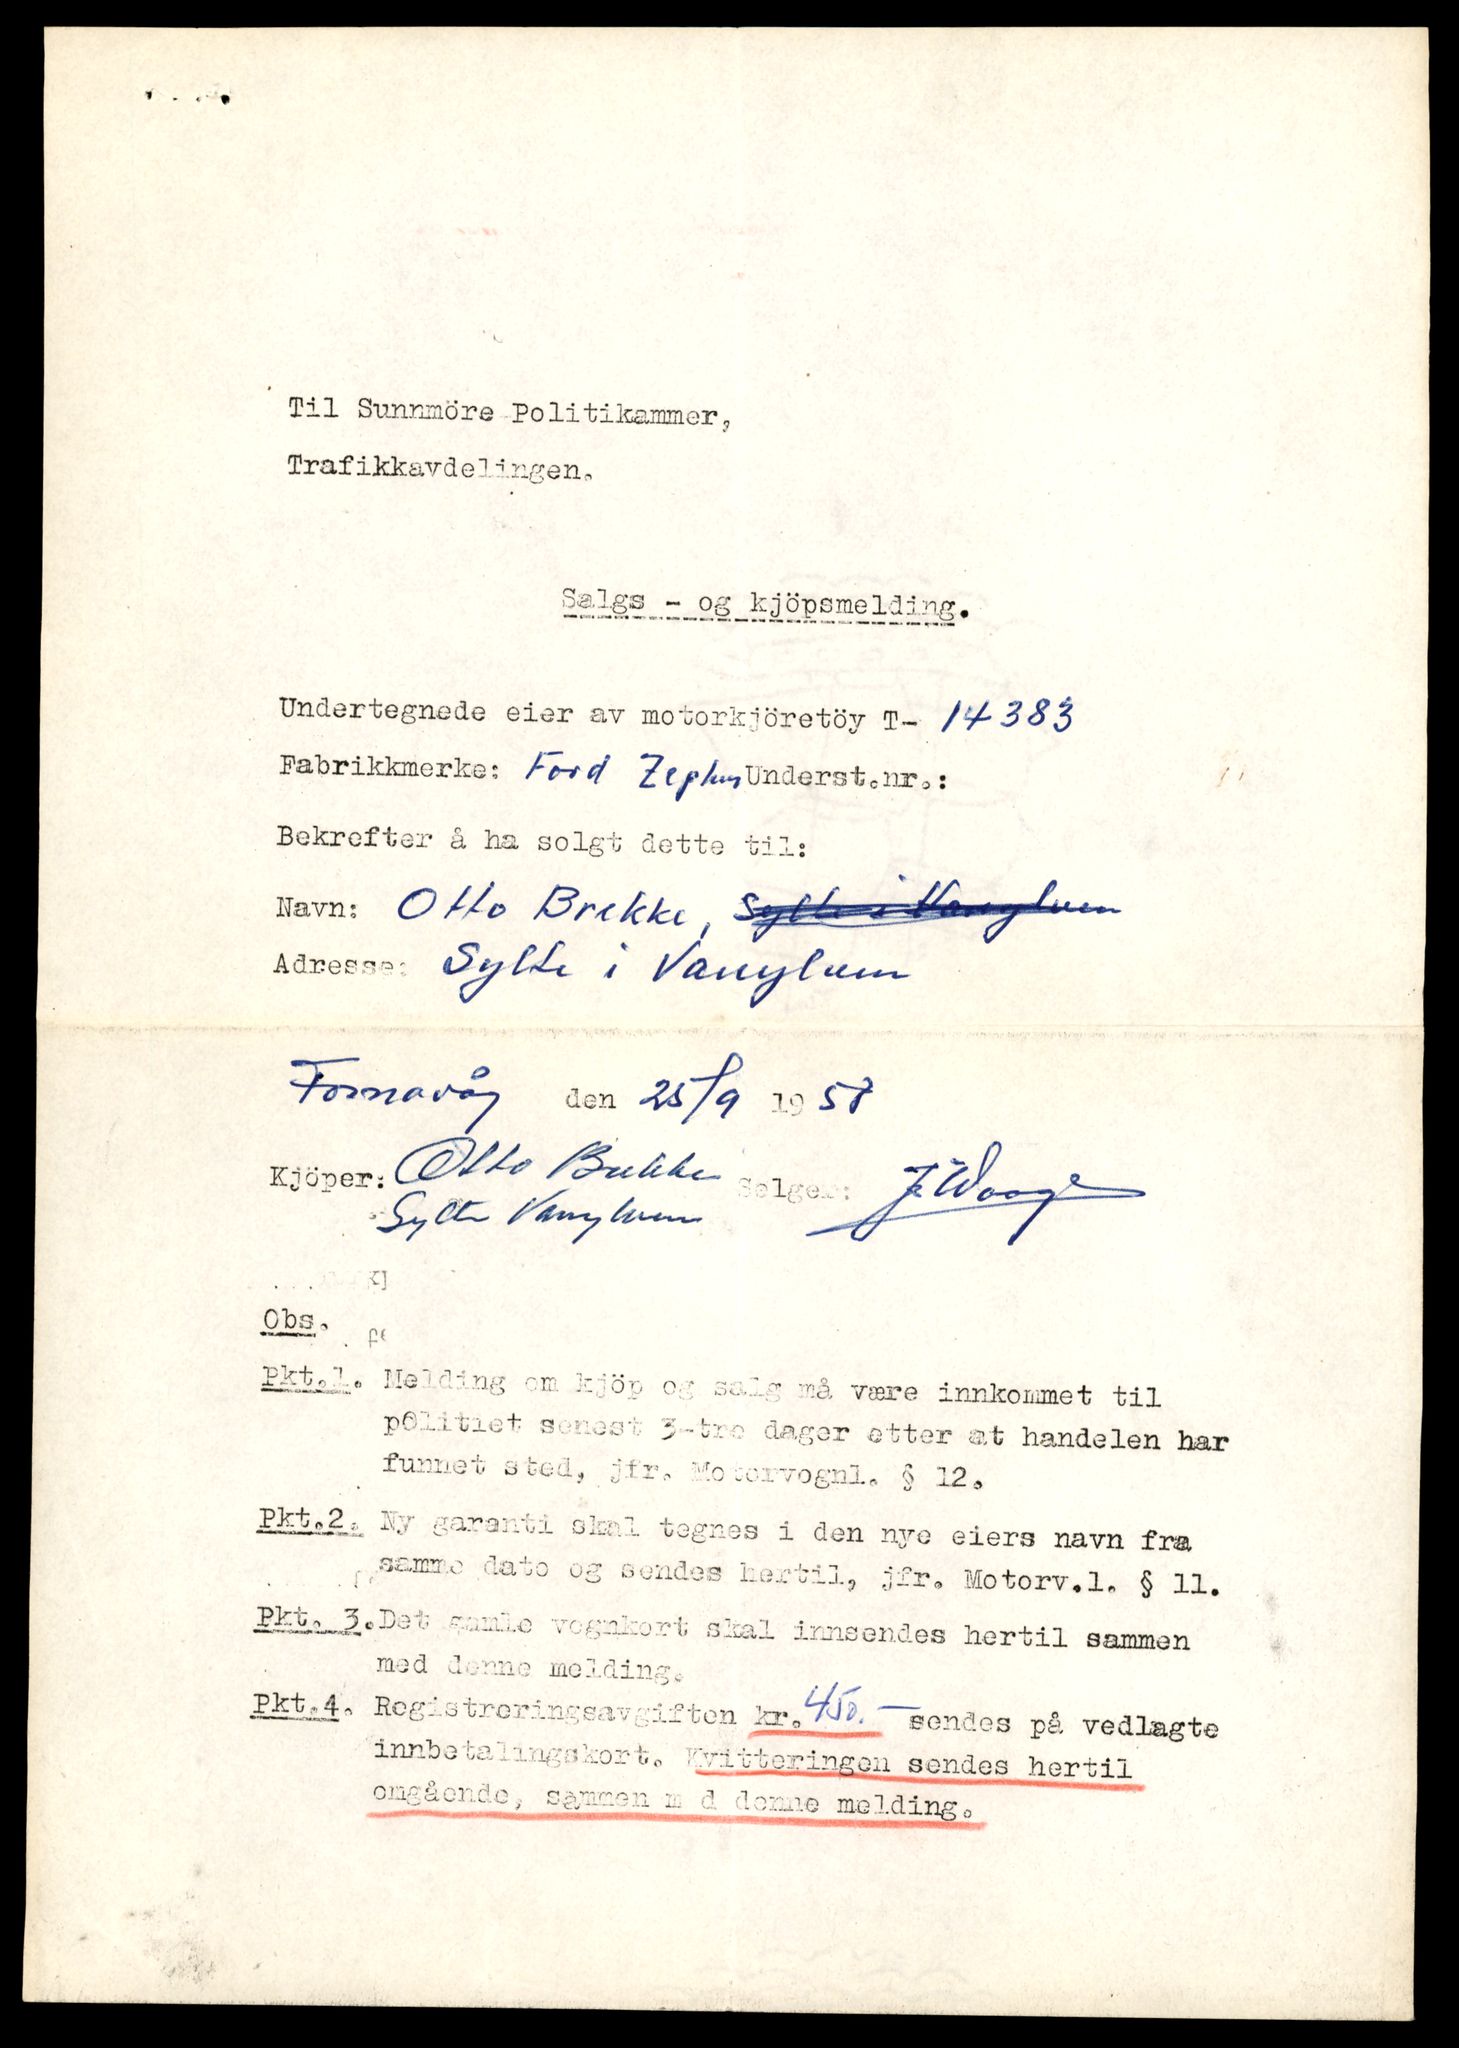 Til Sunnmöre Politikammer,
Trafikkavdelingen.
Salgs - og kjöpsmelding.
Undertegnede eier av motorkjöretöy T- 14383
Fabrikkmerke: Ford Zephyr Underst.nr.:
Bekrefter å ha solgt dette til:
Navn: Otto Brekke, Sylte i Vanylven
Adresse: Sylte i Vanylven
Fosnavåg den 25/9 1958
Kjöper: Otto Brekke Selger: Waage
Sylte Vanylven
Obs.
Pkt.1. Melding om kjöp og salg må være innkommet til
politiet senest 3-tre dager etter at handelen har
funnet sted, jfr. Motorvognl. § 12.
Pkt.2. Ny garanti skal tegnes i den nye eiers navn fra
samme dato og sendes hertil, jfr. Motorv.l. § 11.
Pkt. 3. Det gamle vognkort skal innsendes hertil sammen
med denne melding.
Pkt.4. Registreringsavgiften kr. 450.- sendes på vedlagte
innbetalingskort. Kvitteringen sendes hertil
omgående, sammen m d denne melding.